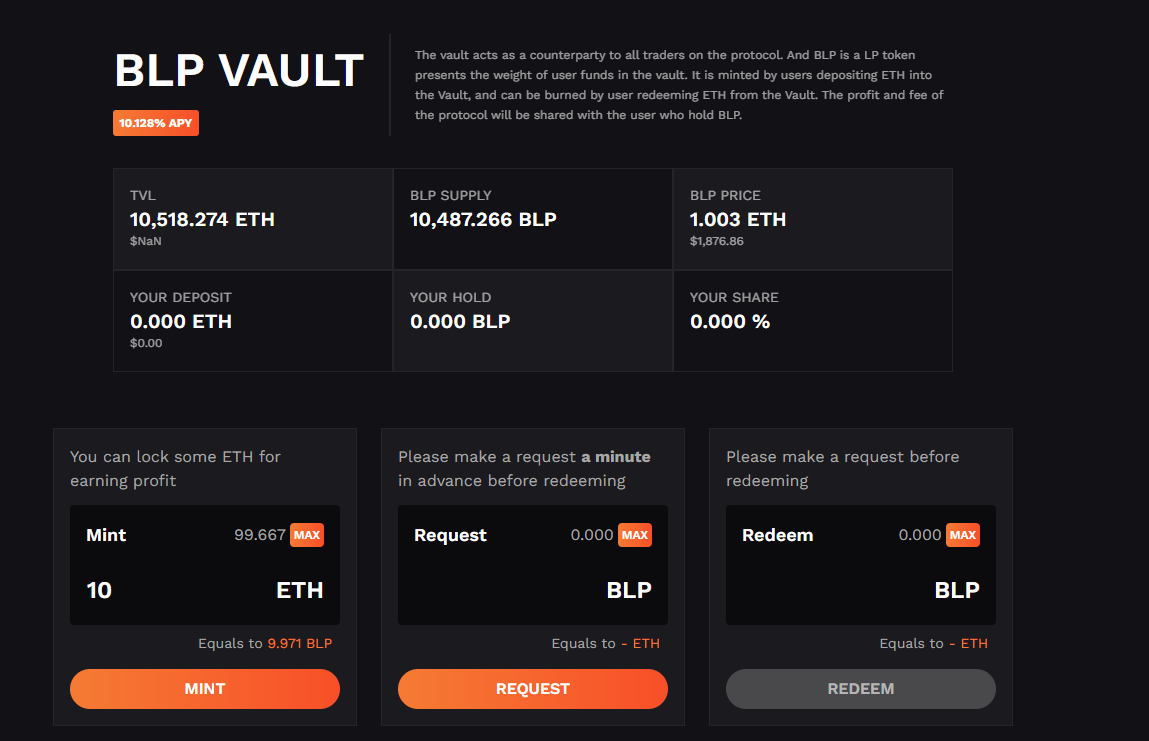 BLP VAULT
10.128% APY
The vault acts as a counterparty to all traders on the protocol. And BLP is a LP token
presents the weight of user funds in the vault. It is minted by users depositing ETH into
the Vault, and can be burned by user redeeming ETH from the Vault. The profit and fee of
the protocol will be shared with the user who hold BLP.
TVL
10,518.274 ETH
$NaN
BLP SUPPLY
10,487.266 BLP
BLP PRICE
1.003 ETH
$1,876.86
YOUR DEPOSIT
0.000 ETH
$0.00
YOUR HOLD
0.000 BLP
YOUR SHARE
0.000 %
You can lock some ETH for
earning profit
Mint 99.667 MAX
10 ETH
Equals to 9.971 BLP
MINT
Please make a request a minute
in advance before redeeming
Request 0.000 MAX
BLP
Equals to - ETH
REQUEST
Please make a request before
redeeming
Redeem 0.000 MAX
BLP
Equals to - ETH
REDEEM